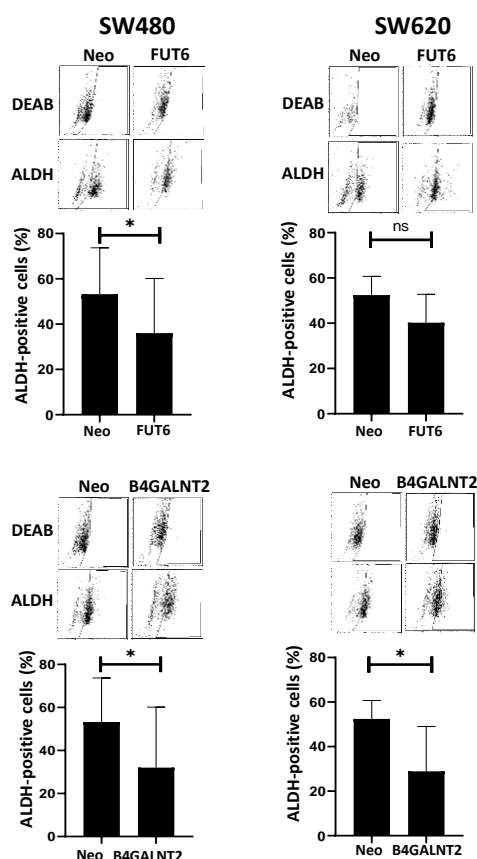 SW480 SW620
Neo FUT6 Neo FUT6
DEAB DEAB
ALDH ALDH
ALDH-positive cells (%) ALDH-positive cells (%)
80 80
60 60
40 40
20 20
0 0
* ns
Neo FUT6 Neo FUT6
Neo B4GALNT2 Neo B4GALNT2
DEAB
ALDH
ALDH-positive cells (%) ALDH-positive cells (%)
80 80
60 60
40 40
20 20
0 0
* *
Neo B4GALNT2 Neo B4GALNT2